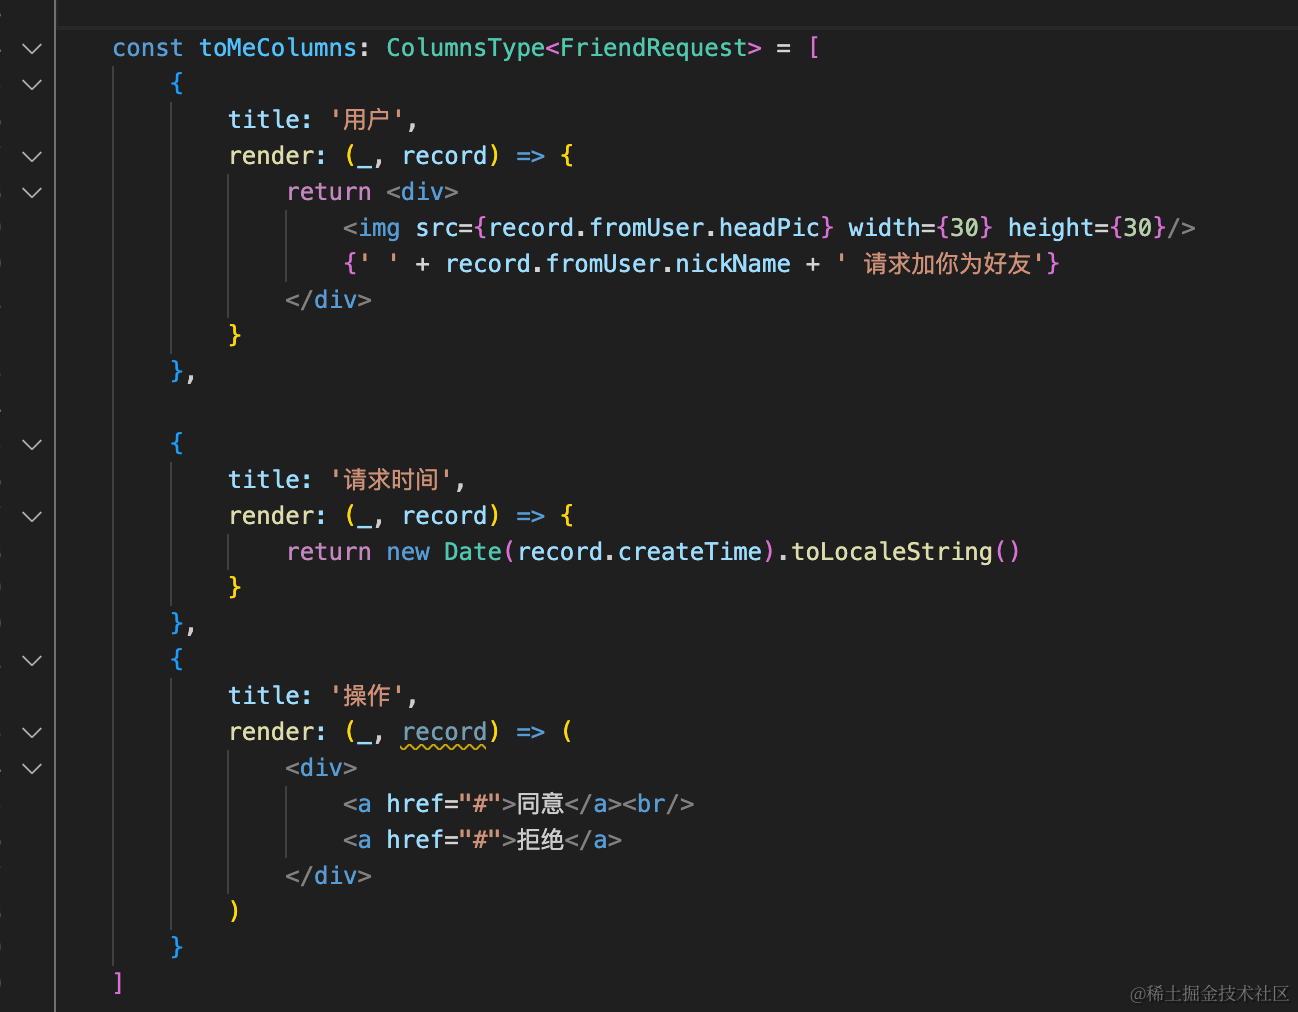 const toMeColumns: ColumnsType<FriendRequest> = [
{
title: '用户',
render: (_, record) => {
return <div>
<img src={record.fromUser.headPic} width={30} height={30}/>
{' ' + record.fromUser.nickName + ' 请求加你为好友'}
</div>
}
},
{
title: '请求时间',
render: (_, record) => {
return new Date(record.createTime).toLocaleString()
}
},
{
title: '操作',
render: (_, record) => (
<div>
<a href="#">同意</a><br/>
<a href="#">拒绝</a>
</div>
)
}
]
@稀土掘金技术社区